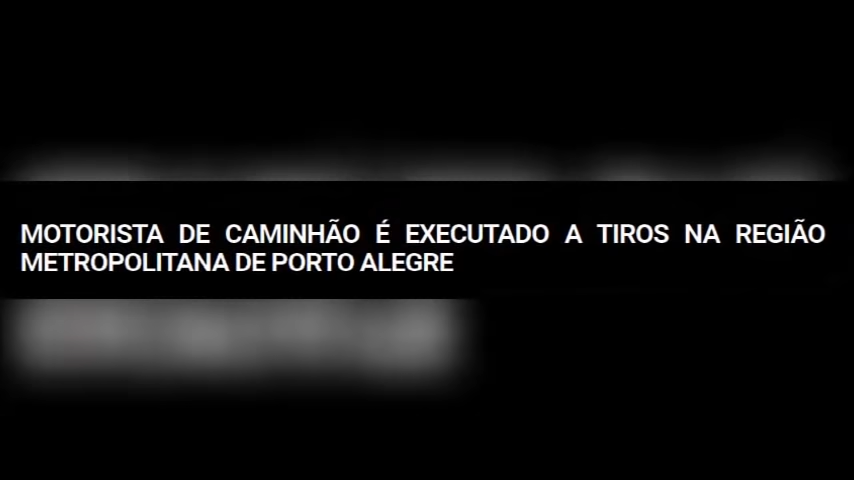 MOTORISTA DE CAMINHÃO É EXECUTADO A TIROS NA REGIÃO
METROPOLITANA DE PORTO ALEGRE